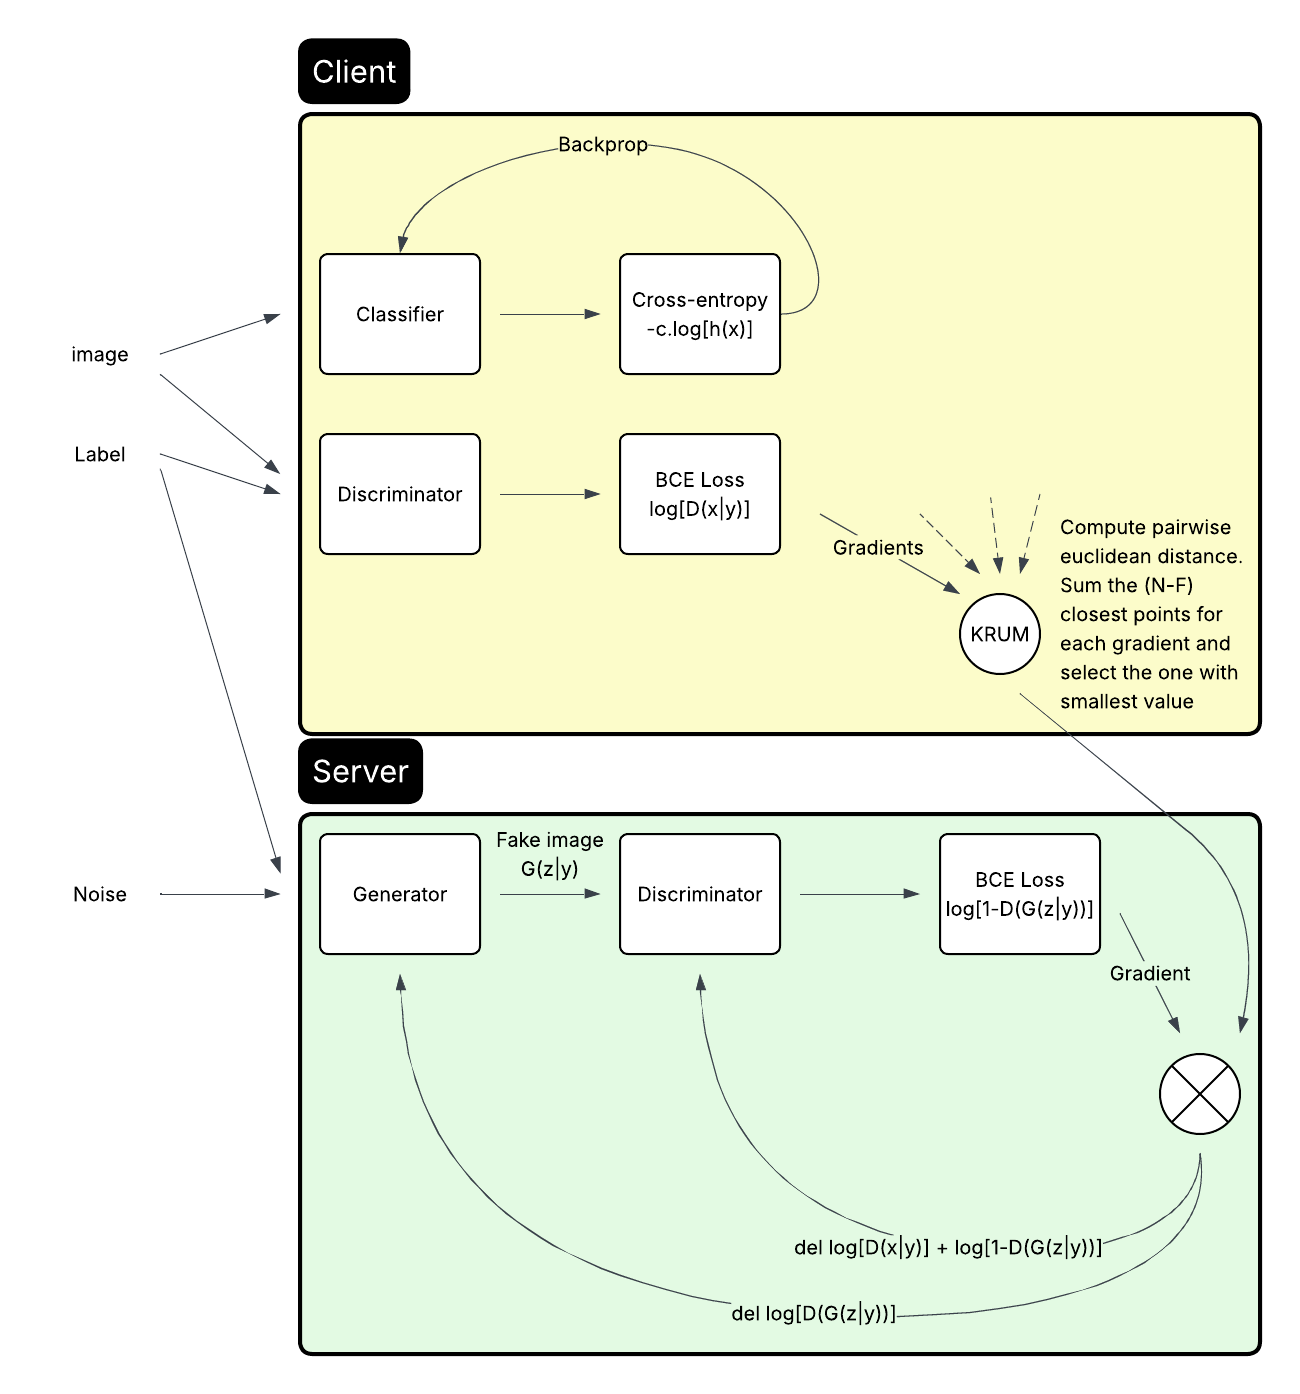 Client
Backprop
Classifier
Cross-entropy
-c.log[h(x)]
image
Label
Discriminator
BCE Loss
log[D(x|y)]
Gradients
KRUM
Compute pairwise
euclidean distance.
Sum the (N-F)
closest points for
each gradient and
select the one with
smallest value
Server
Noise
Generator
Fake image
G(z|y)
Discriminator
BCE Loss
log[1-D(G(z|y))]
Gradient
del log[D(x|y)] + log[1-D(G(z|y))]
del log[D(G(z|y))]